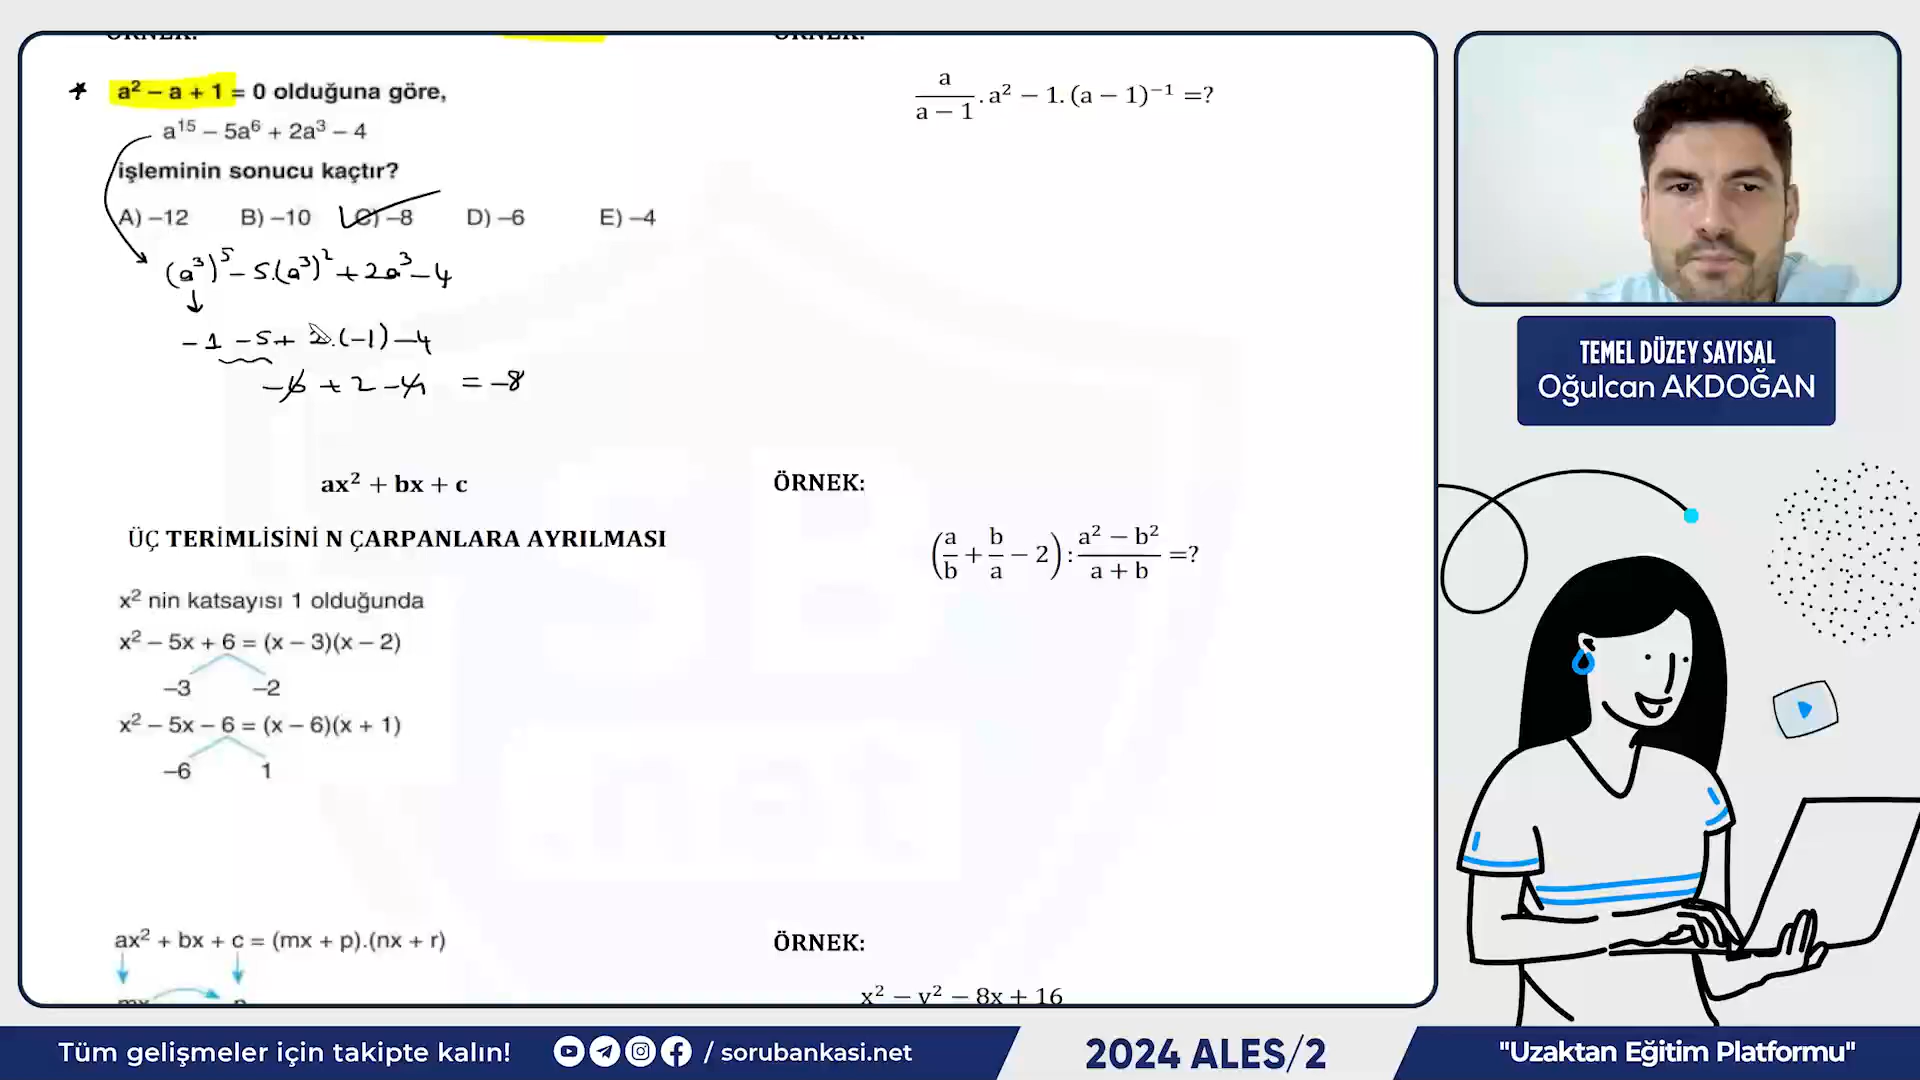 a² – a + 1 = 0 olduğuna göre,
a¹⁵ – 5a⁶ + 2a³ – 4
işleminin sonucu kaçtır?
A) –12 B) –10 C) –8 D) –6 E) –4
(a³)⁵ – 5.(a³)² + 2a³ – 4
–1 –5 + 2.(–1) –4
–6 + 2 –4 = –8
ax² + bx + c
ÜÇ TERİMLİSİNİ N ÇARPANLARA AYRILMASI
x² nin katsayısı 1 olduğunda
x² – 5x + 6 = (x – 3)(x – 2)
–3 –2
x² – 5x – 6 = (x – 6)(x + 1)
–6 1
ax² + bx + c = (mx + p).(nx + r)
ÖRNEK:
a/(a – 1) . a² – 1. (a – 1)⁻¹ =?
ÖRNEK:
(a/b + b/a – 2) : (a² – b²)/(a + b) =?
ÖRNEK:
x² – y² – 8x + 16
TEMEL DÜZEY SAYISAL
Oğulcan AKDOĞAN
SB
.net
Tüm gelişmeler için takipte kalın! / sorubankasi.net
2024 ALES/2
"Uzaktan Eğitim Platformu"